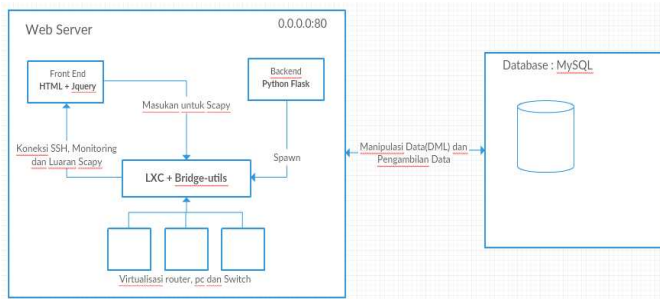 Web Server
0.0.0.0:80
Front End
HTML + Jquery
Backend
Python Flask
Masukan untuk Scapy
Koneksi SSH, Monitoring
dan Luaran Scapy
Spawn
LXC + Bridge-utils
Virtualisasi router, pc dan Switch
Manipulasi Data(DML) dan
Pengambilan Data
Database : MySQL